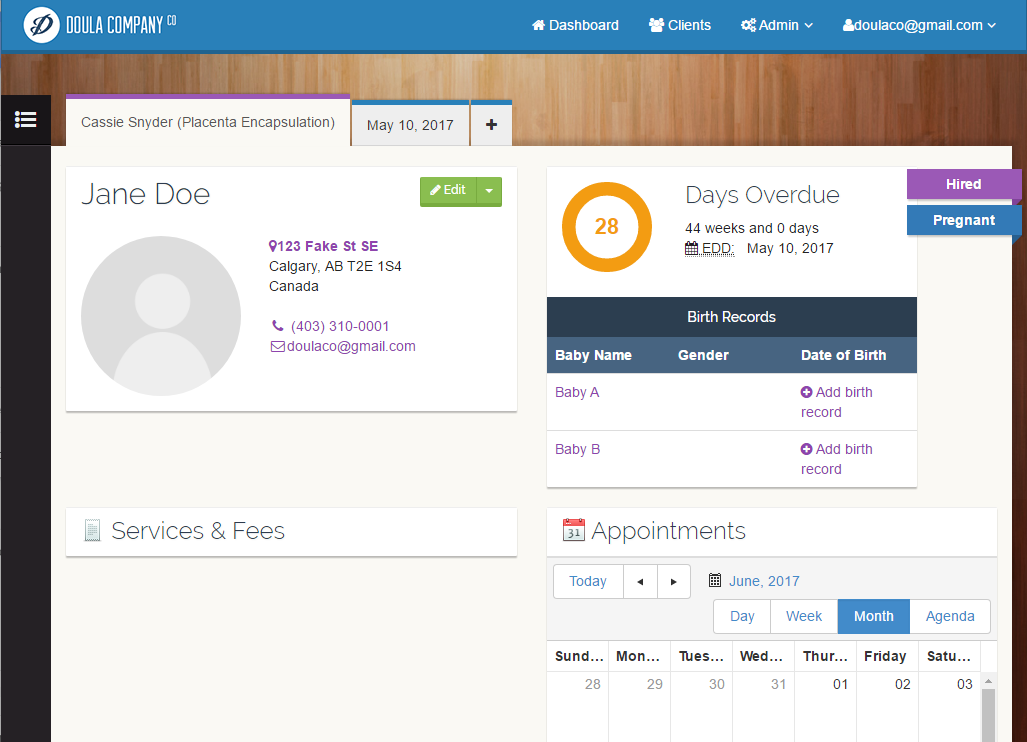 DOULA COMPANY CO
Dashboard
Clients
Admin
doulaco@gmail.com
Cassie Snyder (Placenta Encapsulation)
May 10, 2017
+
Jane Doe
Edit
123 Fake St SE
Calgary, AB T2E 1S4
Canada
(403) 310-0001
doulaco@gmail.com
28
Days Overdue
44 weeks and 0 days
EDD: May 10, 2017
Hired
Pregnant
Birth Records
Baby Name Gender Date of Birth
Baby A Add birth
record
Baby B Add birth
record
Services & Fees
31 Appointments
Today June, 2017
Day Week Month Agenda
Sund... Mon... Tues... Wed... Thur... Friday Satu...
28 29 30 31 01 02 03